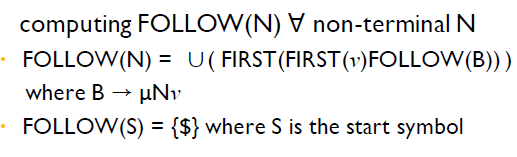 computing FOLLOW(N) ∀ non-terminal N
• FOLLOW(N) = ∪( FIRST(FIRST(ν)FOLLOW(B)) )
where B → μNν
• FOLLOW(S) = {$} where S is the start symbol